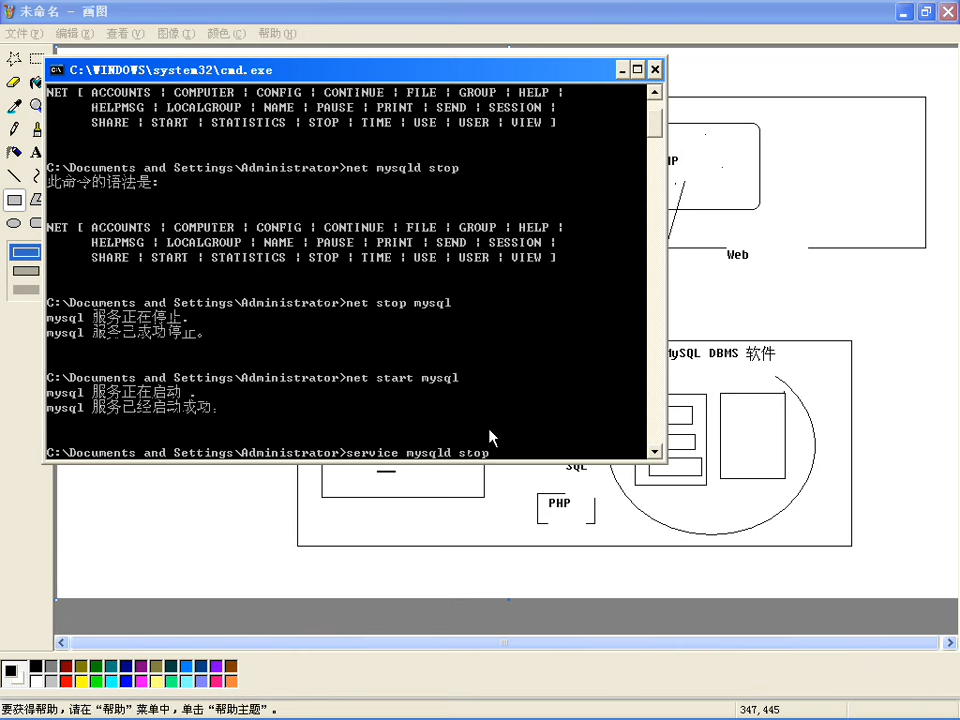 未命名 - 画图
文件(F) 编辑(E) 查看(V) 图像(I) 颜色(C) 帮助(H)
C:\WINDOWS\system32\cmd.exe
NET [ ACCOUNTS | COMPUTER | CONFIG | CONTINUE | FILE | GROUP | HELP |
HELPMSG | LOCALGROUP | NAME | PAUSE | PRINT | SEND | SESSION |
SHARE | START | STATISTICS | STOP | TIME | USE | USER | VIEW ]
C:\Documents and Settings\Administrator>net mysqld stop
此命令的语法是:
NET [ ACCOUNTS | COMPUTER | CONFIG | CONTINUE | FILE | GROUP | HELP |
HELPMSG | LOCALGROUP | NAME | PAUSE | PRINT | SEND | SESSION |
SHARE | START | STATISTICS | STOP | TIME | USE | USER | VIEW ]
C:\Documents and Settings\Administrator>net stop mysql
mysql 服务正在停止.
mysql 服务已成功停止。
C:\Documents and Settings\Administrator>net start mysql
mysql 服务正在启动 .
mysql 服务已经启动成功。
C:\Documents and Settings\Administrator>service mysqld stop
HP
Web
MySQL DBMS 软件
SQL
PHP
要获得帮助，请在“帮助”菜单中，单击“帮助主题”。
347,445